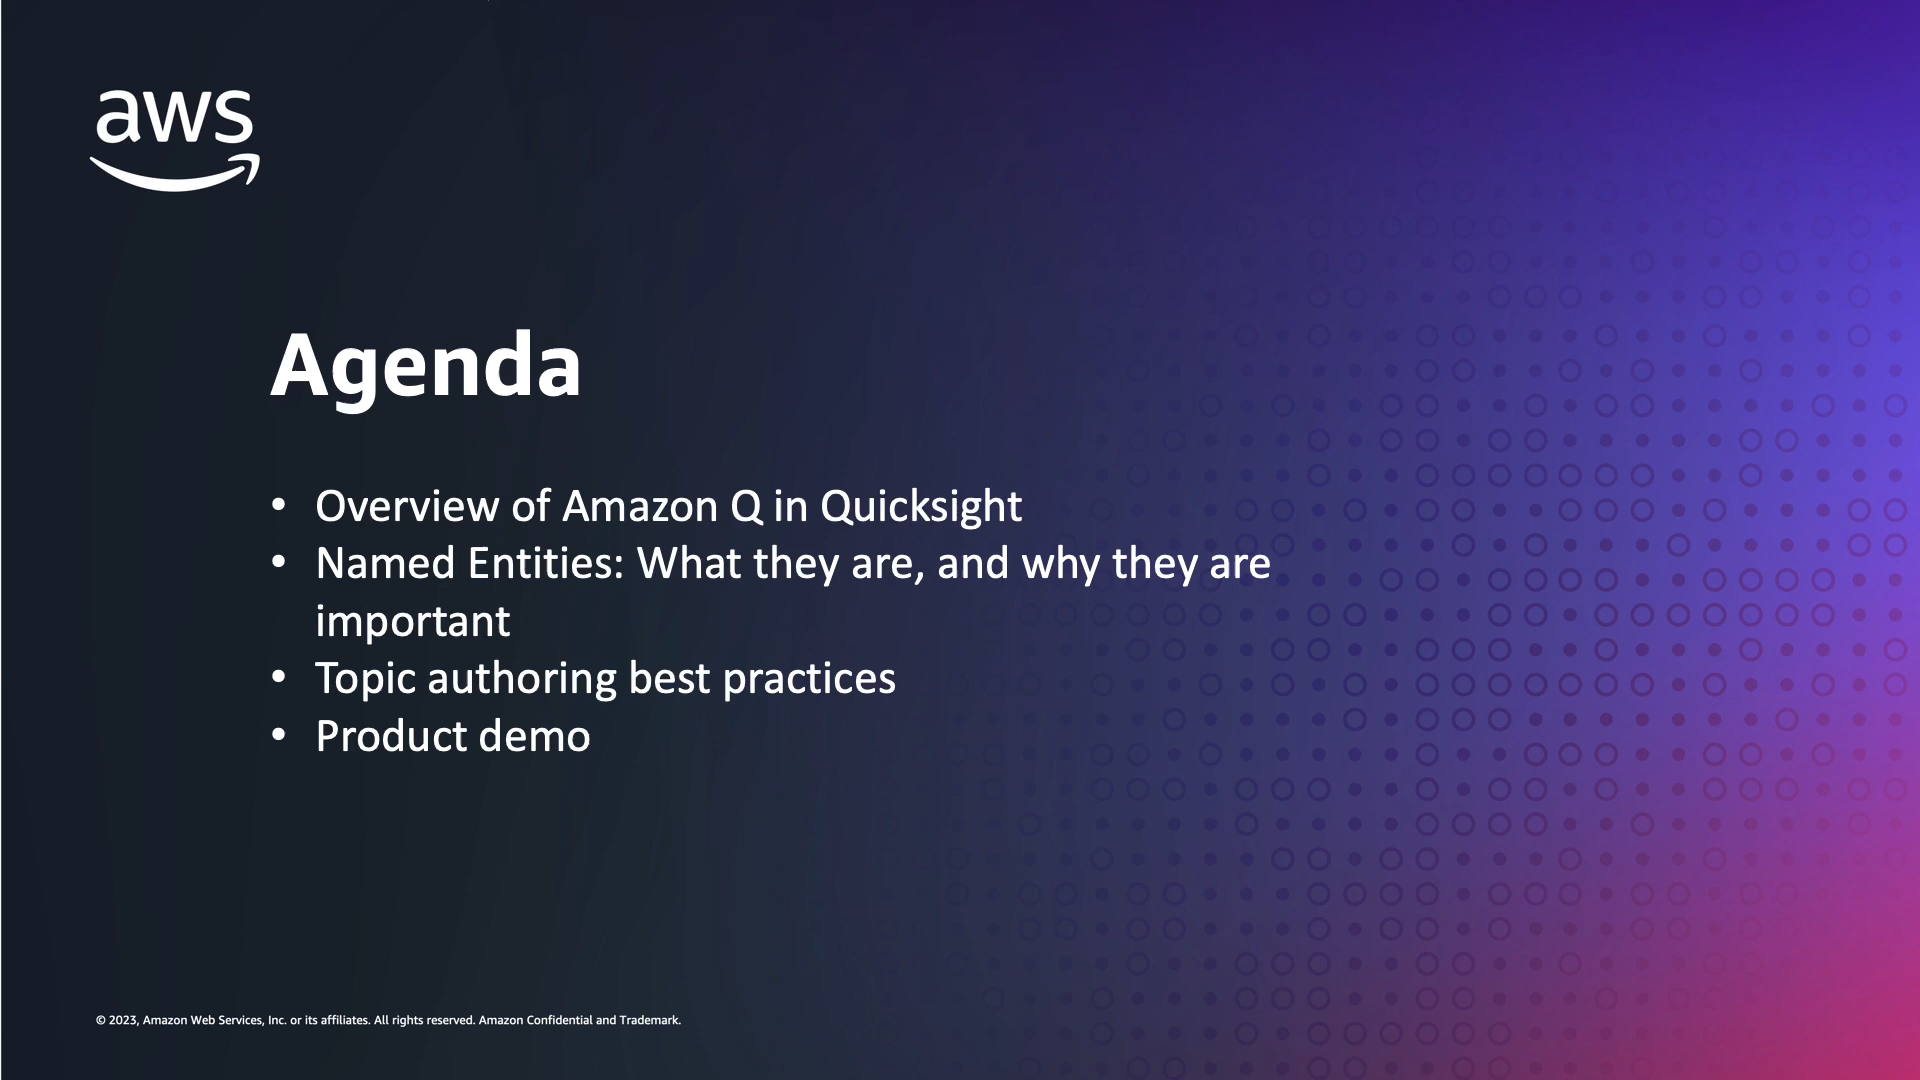 aws
Agenda
• Overview of Amazon Q in Quicksight
• Named Entities: What they are, and why they are
important
• Topic authoring best practices
• Product demo
© 2023, Amazon Web Services, Inc. or its affiliates. All rights reserved. Amazon Confidential and Trademark.